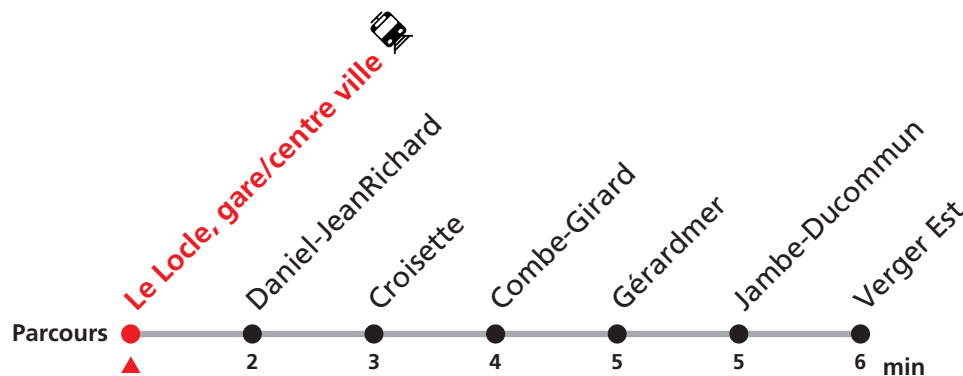 Le Locle, gare/centre ville
Daniel-JeanRichard
Croisette
Combe-Girard
Gérardmer
Jambe-Ducommun
Verger Est
Parcours
2 3 4 5 5 6 min